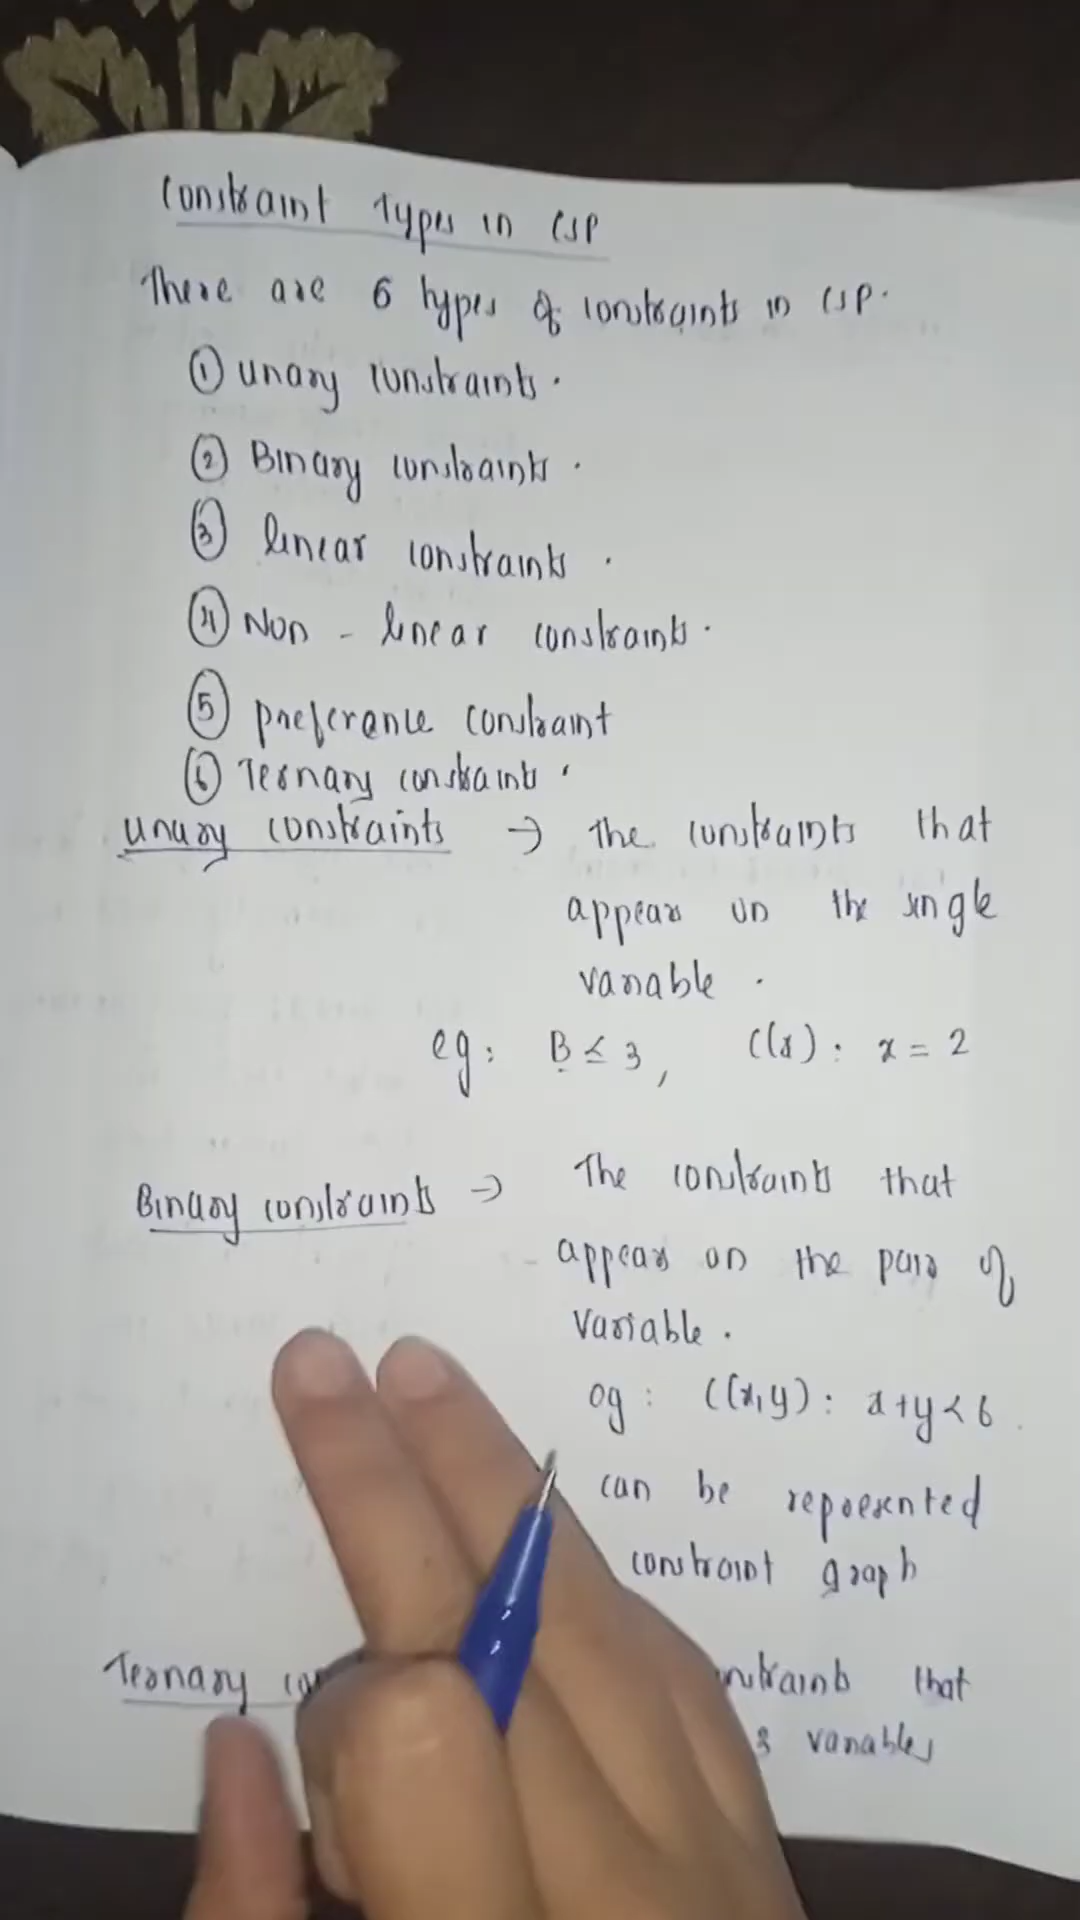 Constraint Types in CSP
There are 6 types of constraints in CSP.
① unary constraints.
② Binary constraints.
③ linear constraints.
④ Non-linear constraints.
⑤ preference constraint
⑥ Ternary constraints.
unary constraints → The constraints that
appear on the single
variable.
eg: B ≤ 3, C(x): x = 2
Binary constraints → The constraints that
appear on the pair of
variable.
eg: C(x,y): x+y<6
can be represented
constraint graph
Ternary that
3 variables